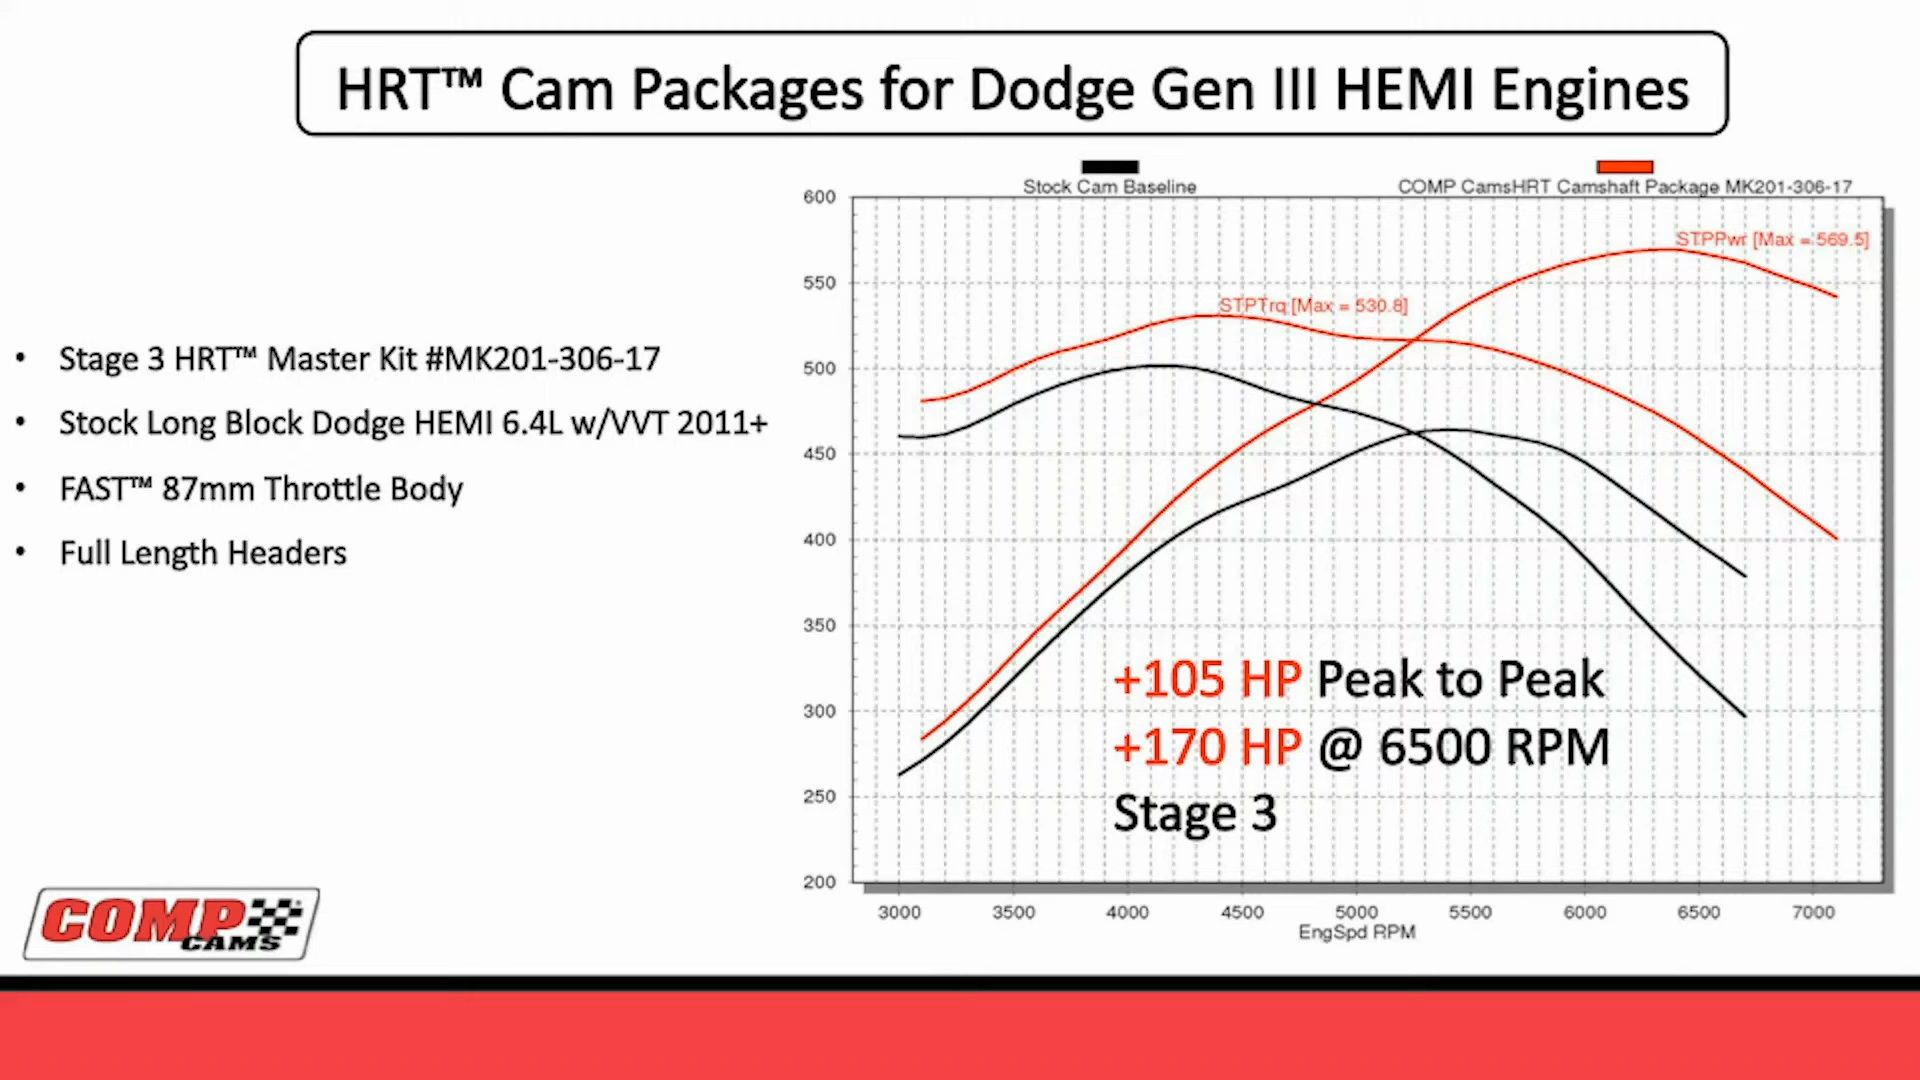 HRT™ Cam Packages for Dodge Gen III HEMI Engines
Stock Cam Baseline
COMP CamsHRT Camshaft Package MK201-306-17
• Stage 3 HRT™ Master Kit #MK201-306-17
• Stock Long Block Dodge HEMI 6.4L w/VVT 2011+
• FAST™ 87mm Throttle Body
• Full Length Headers
600
550
500
450
400
350
300
250
200
STPPwr [Max = 569.5]
STPTrq [Max = 530.8]
+105 HP Peak to Peak
+170 HP @ 6500 RPM
Stage 3
3000 3500 4000 4500 5000 5500 6000 6500 7000
EngSpd RPM
COMP
CAMS